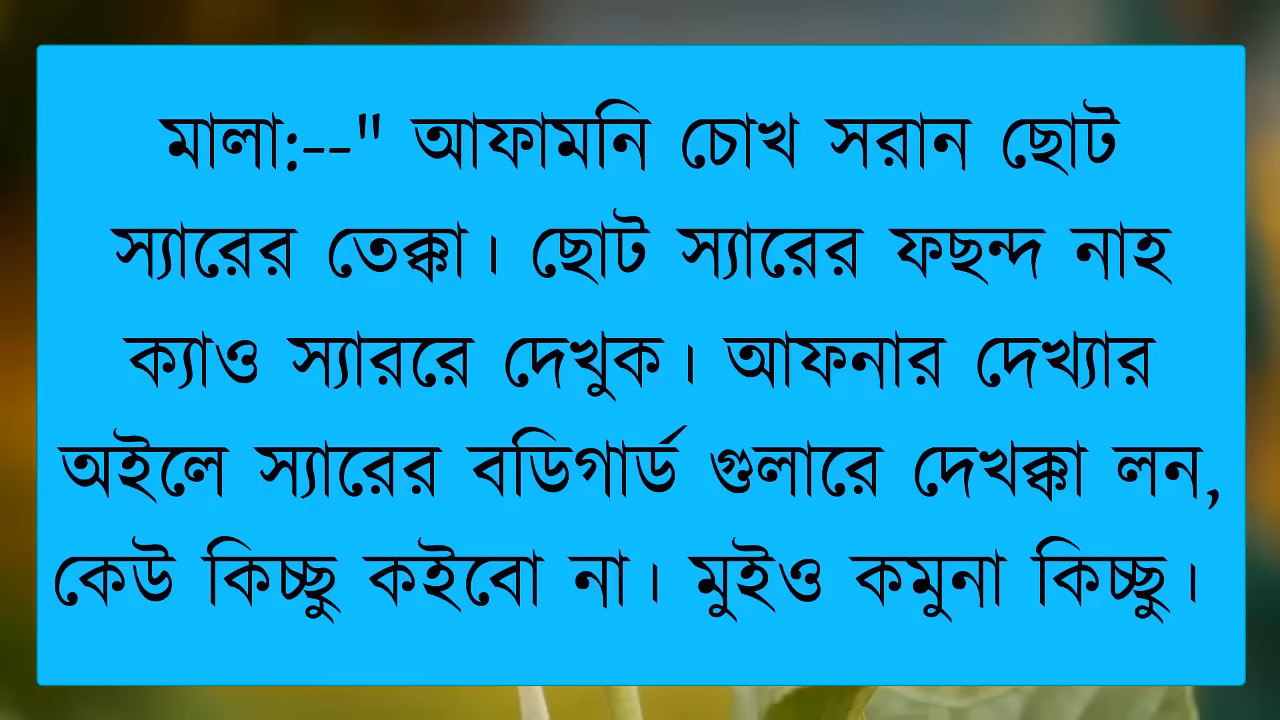 মালা:--" আফামনি চোখ সরান ছোট
স্যারের তেক্কা। ছোট স্যারের ফছন্দ নাহ
ক্যাও স্যাররে দেখুক। আফনার দেখ্যার
অইলে স্যারের বডিগার্ড গুলারে দেখক্কা লন,
কেউ কিচ্ছু কইবো না। মুইও কমুনা কিচ্ছু।